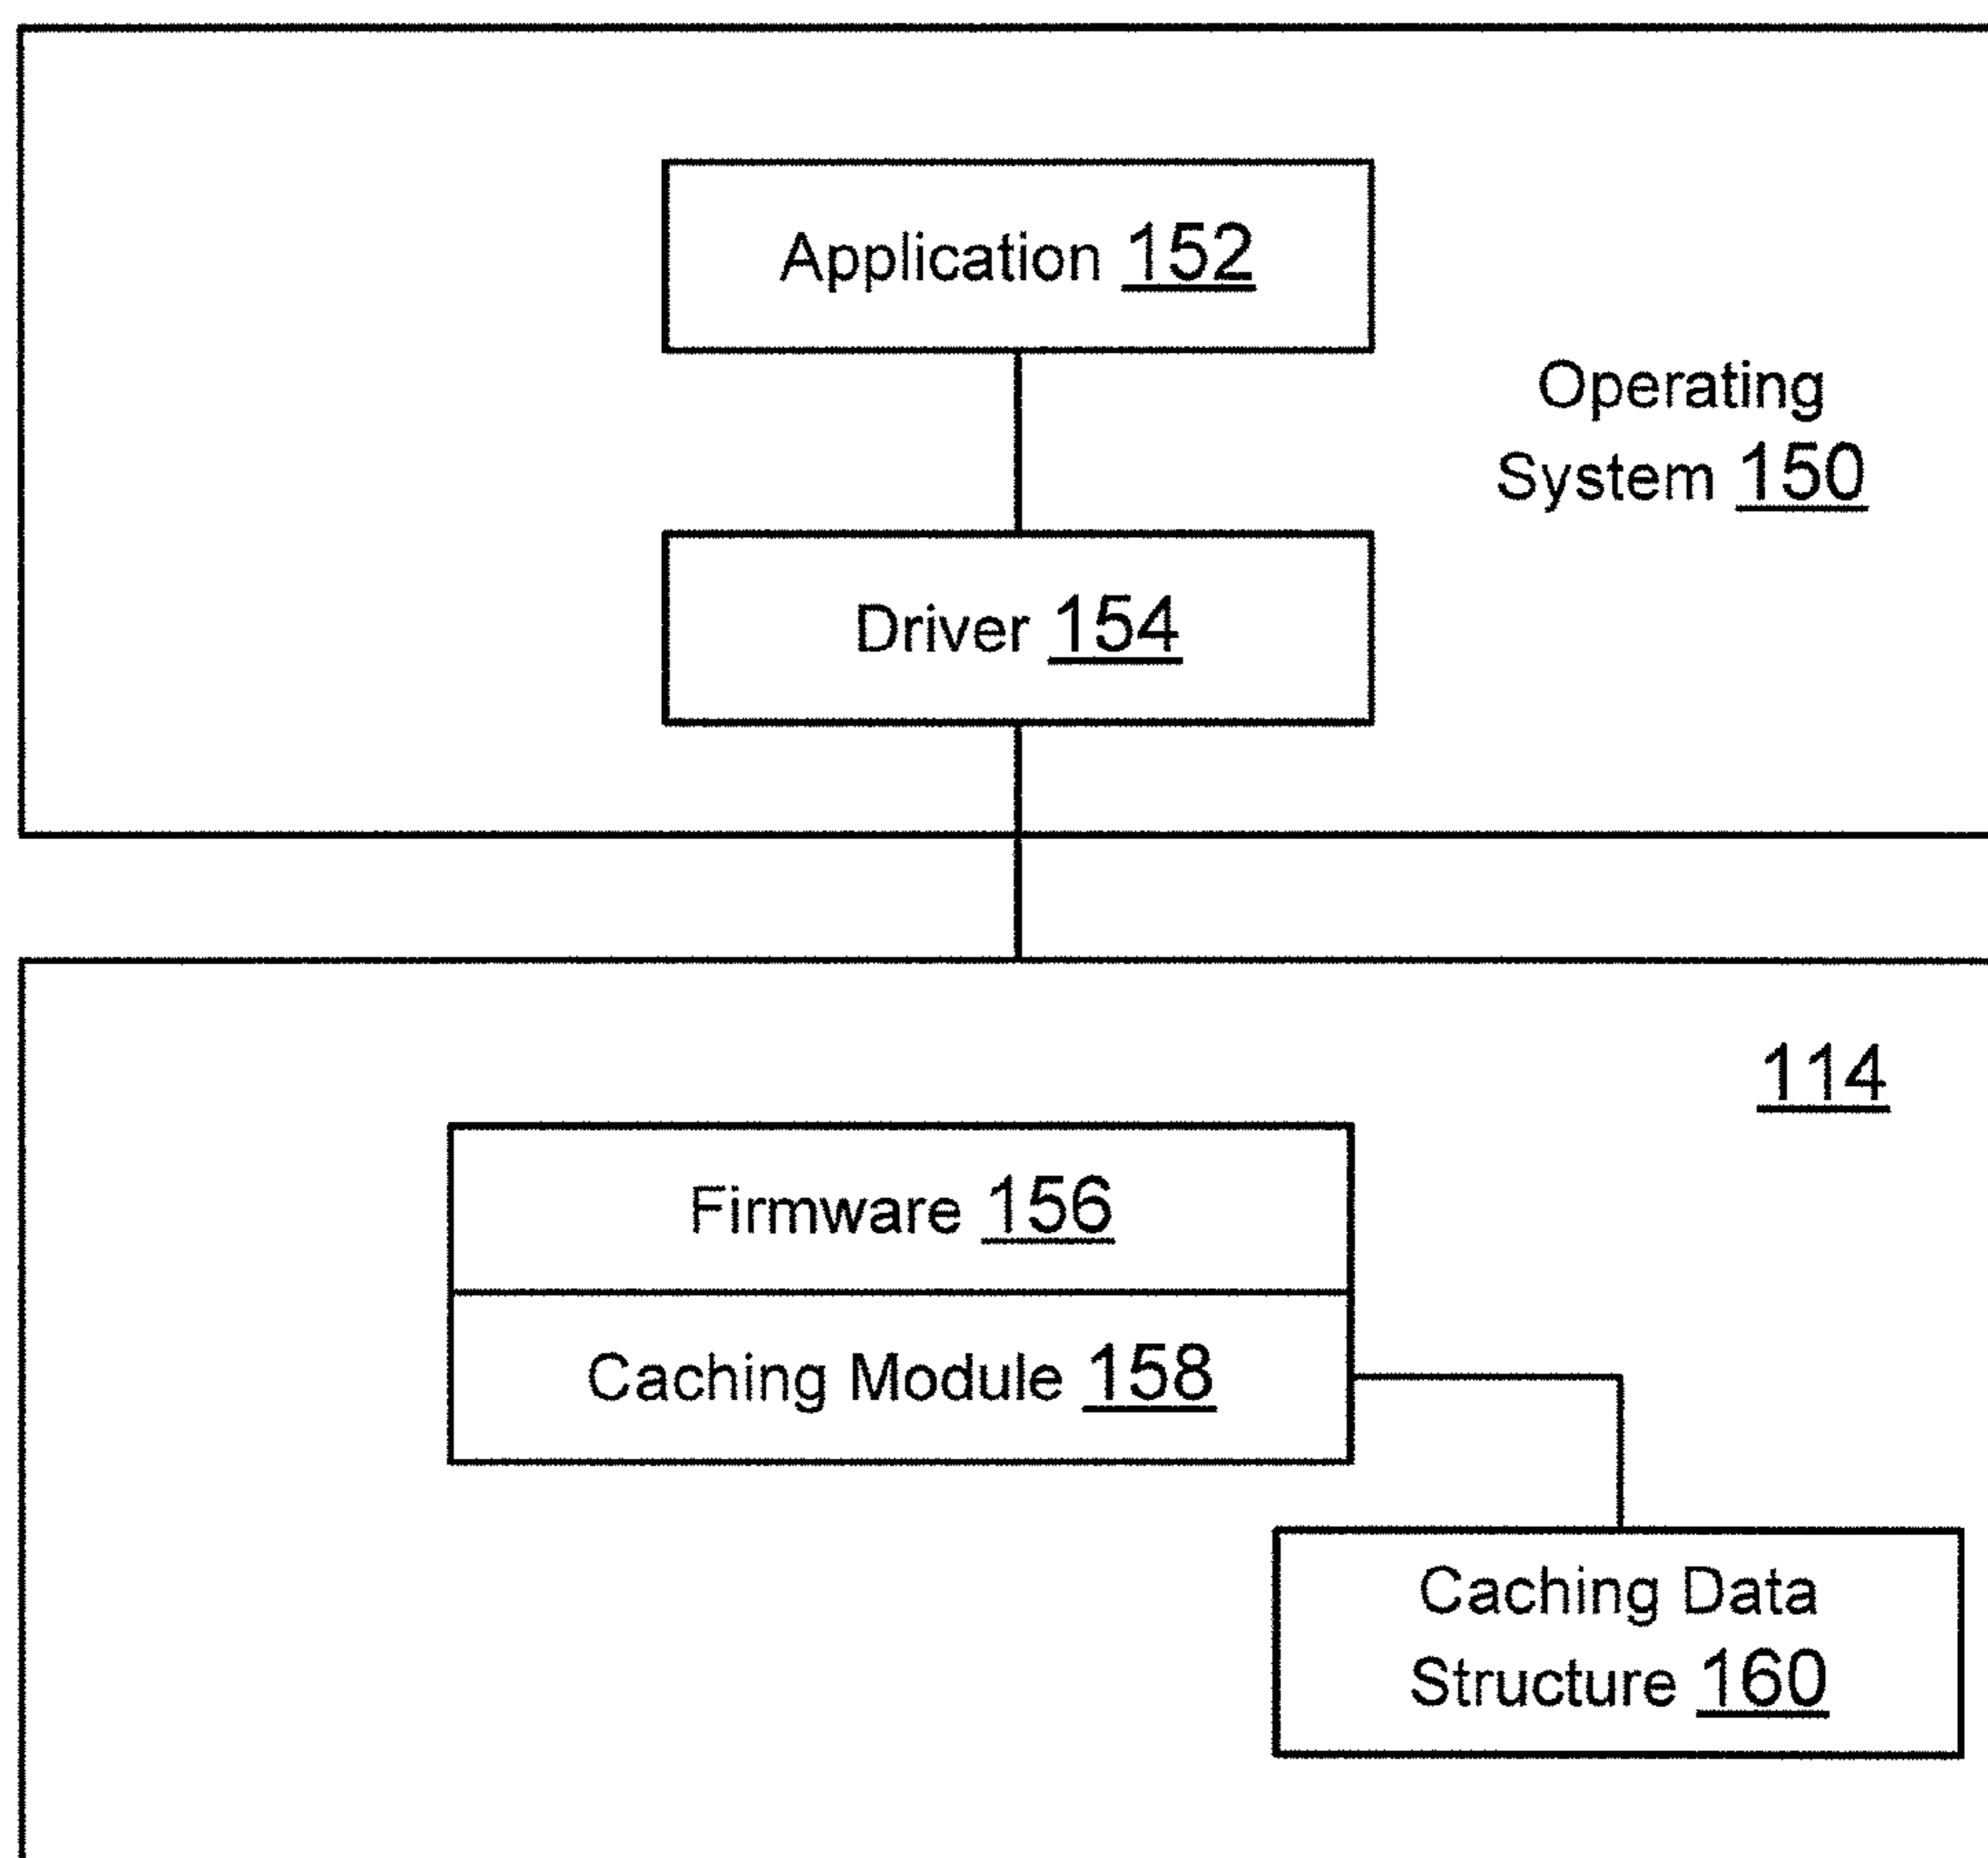 Application 152
Operating
System 150
Driver 154
114
Firmware 156
Caching Module 158
Caching Data
Structure 160